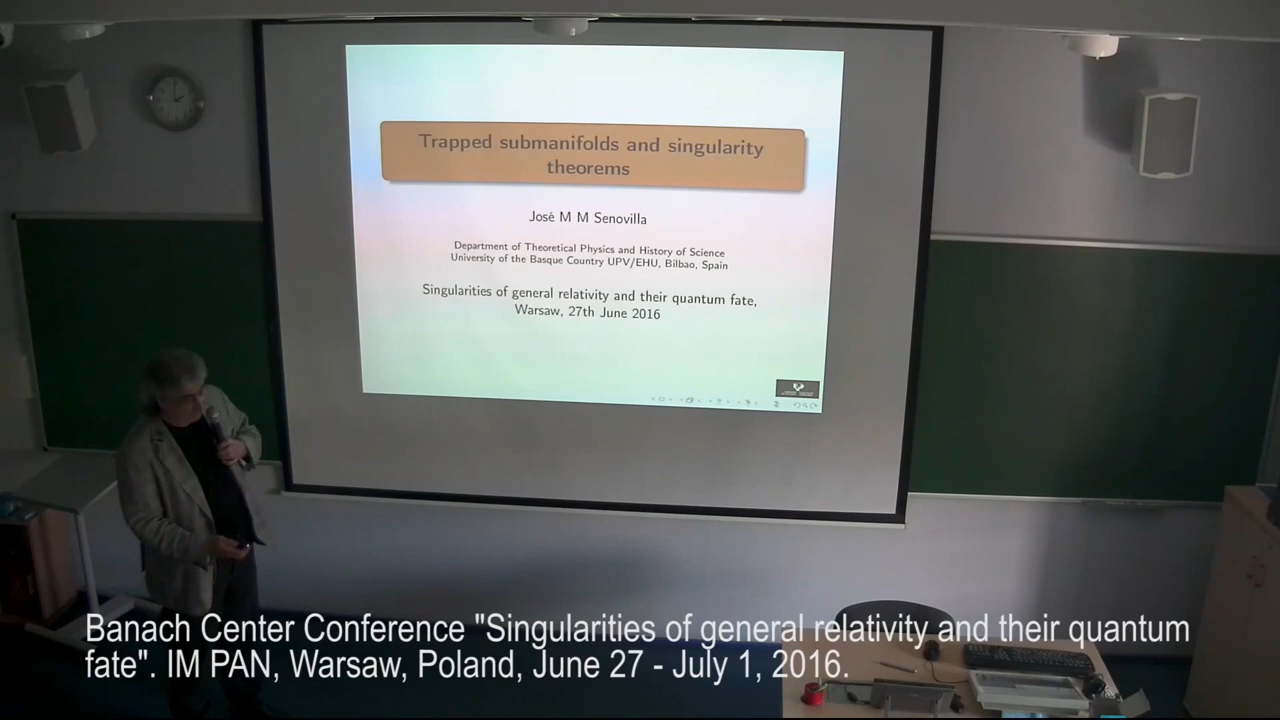 Trapped submanifolds and singularity
theorems
José M M Senovilla
Department of Theoretical Physics and History of Science
University of the Basque Country UPV/EHU, Bilbao, Spain
Singularities of general relativity and their quantum fate,
Warsaw, 27th June 2016
Banach Center Conference "Singularities of general relativity and their quantum
fate". IM PAN, Warsaw, Poland, June 27 - July 1, 2016.